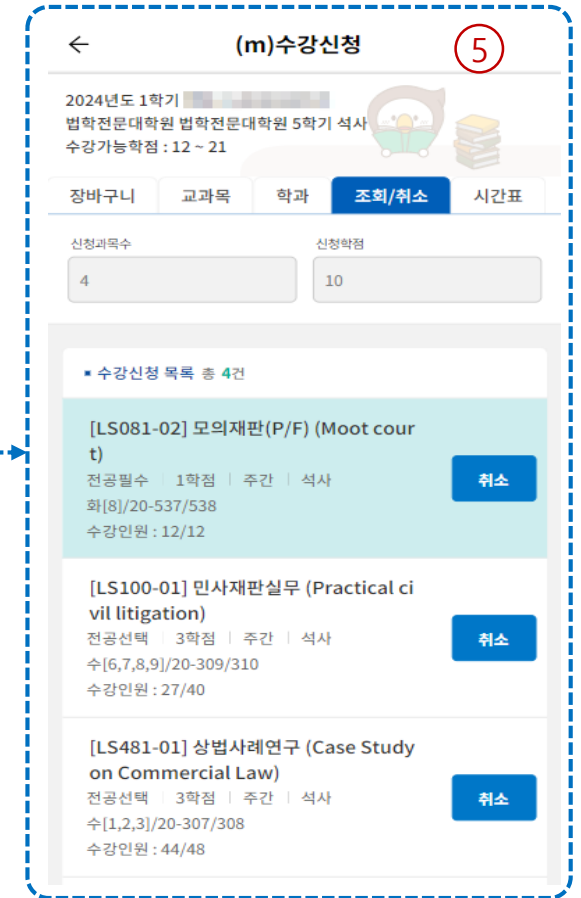 ← (m)수강신청 ⑤
2024년도 1학기
법학전문대학원 법학전문대학원 5학기 석사
수강가능학점 : 12 ~ 21
장바구니 교과목 학과 조회/취소 시간표
신청과목수 신청학점
4 10
▪ 수강신청 목록 총 4건
[LS081-02] 모의재판(P/F) (Moot cour
t)
전공필수 | 1학점 | 주간 | 석사 취소
화[8]/20-537/538
수강인원 : 12/12
[LS100-01] 민사재판실무 (Practical ci
vil litigation)
전공선택 | 3학점 | 주간 | 석사 취소
수[6,7,8,9]/20-309/310
수강인원 : 27/40
[LS481-01] 상법사례연구 (Case Study
on Commercial Law)
전공선택 | 3학점 | 주간 | 석사 취소
수[1,2,3]/20-307/308
수강인원 : 44/48